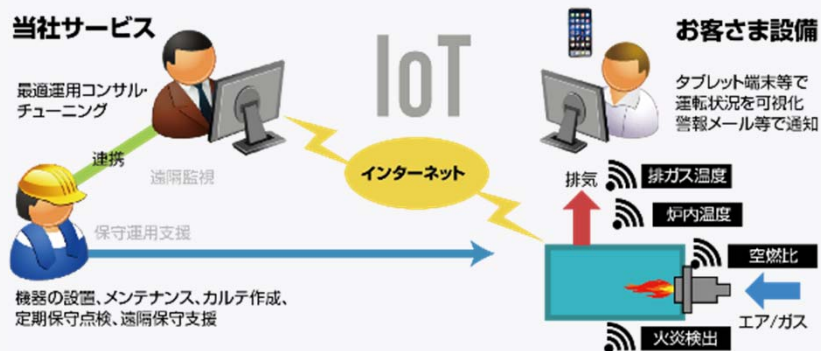 当社サービス
IoT
お客さま設備
最適運用コンサル・
チューニング
タブレット端末等で
運転状況を可視化
警報メール等で通知
連携
遠隔監視
インターネット
排気
排ガス温度
炉内温度
保守運用支援
空燃比
機器の設置、メンテナンス、カルテ作成、
定期保守点検、遠隔保守支援
エア/ガス
火炎検出